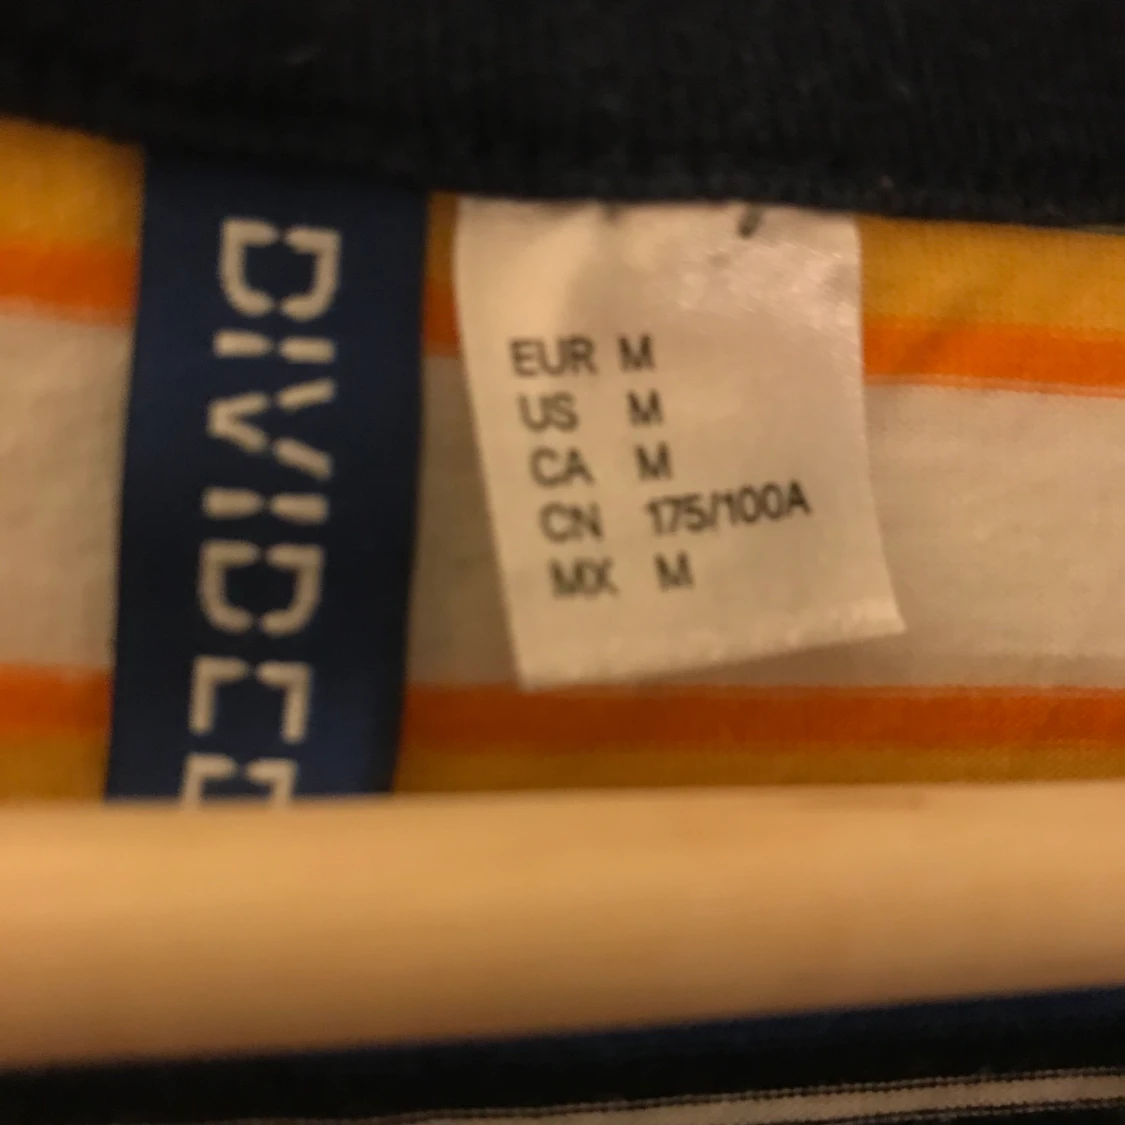 DIVIDED
EUR M
US M
CA M
CN 175/100A
MX M